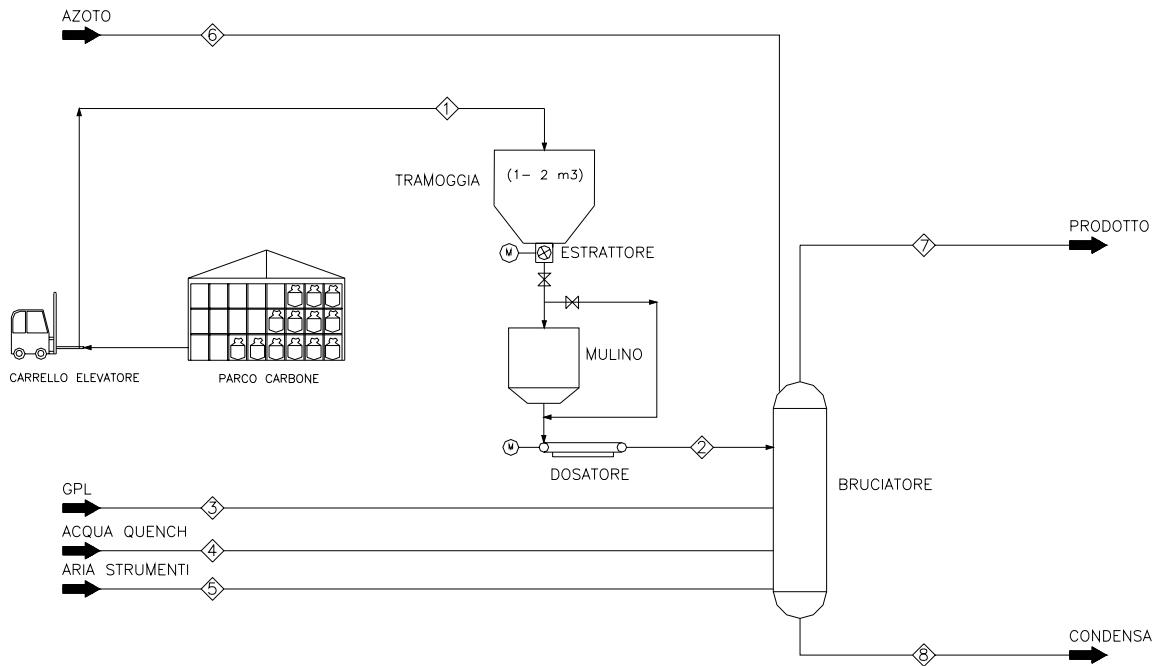 AZOTO
6
1
TRAMOGGIA
(1- 2 m3)
7
PRODOTTO
M
ESTRATTORE
MULINO
CARRELLO ELEVATORE
PARCO CARBONE
M
2
DOSATORE
BRUCIATORE
GPL
3
ACQUA QUENCH
4
ARIA STRUMENTI
5
8
CONDENSA